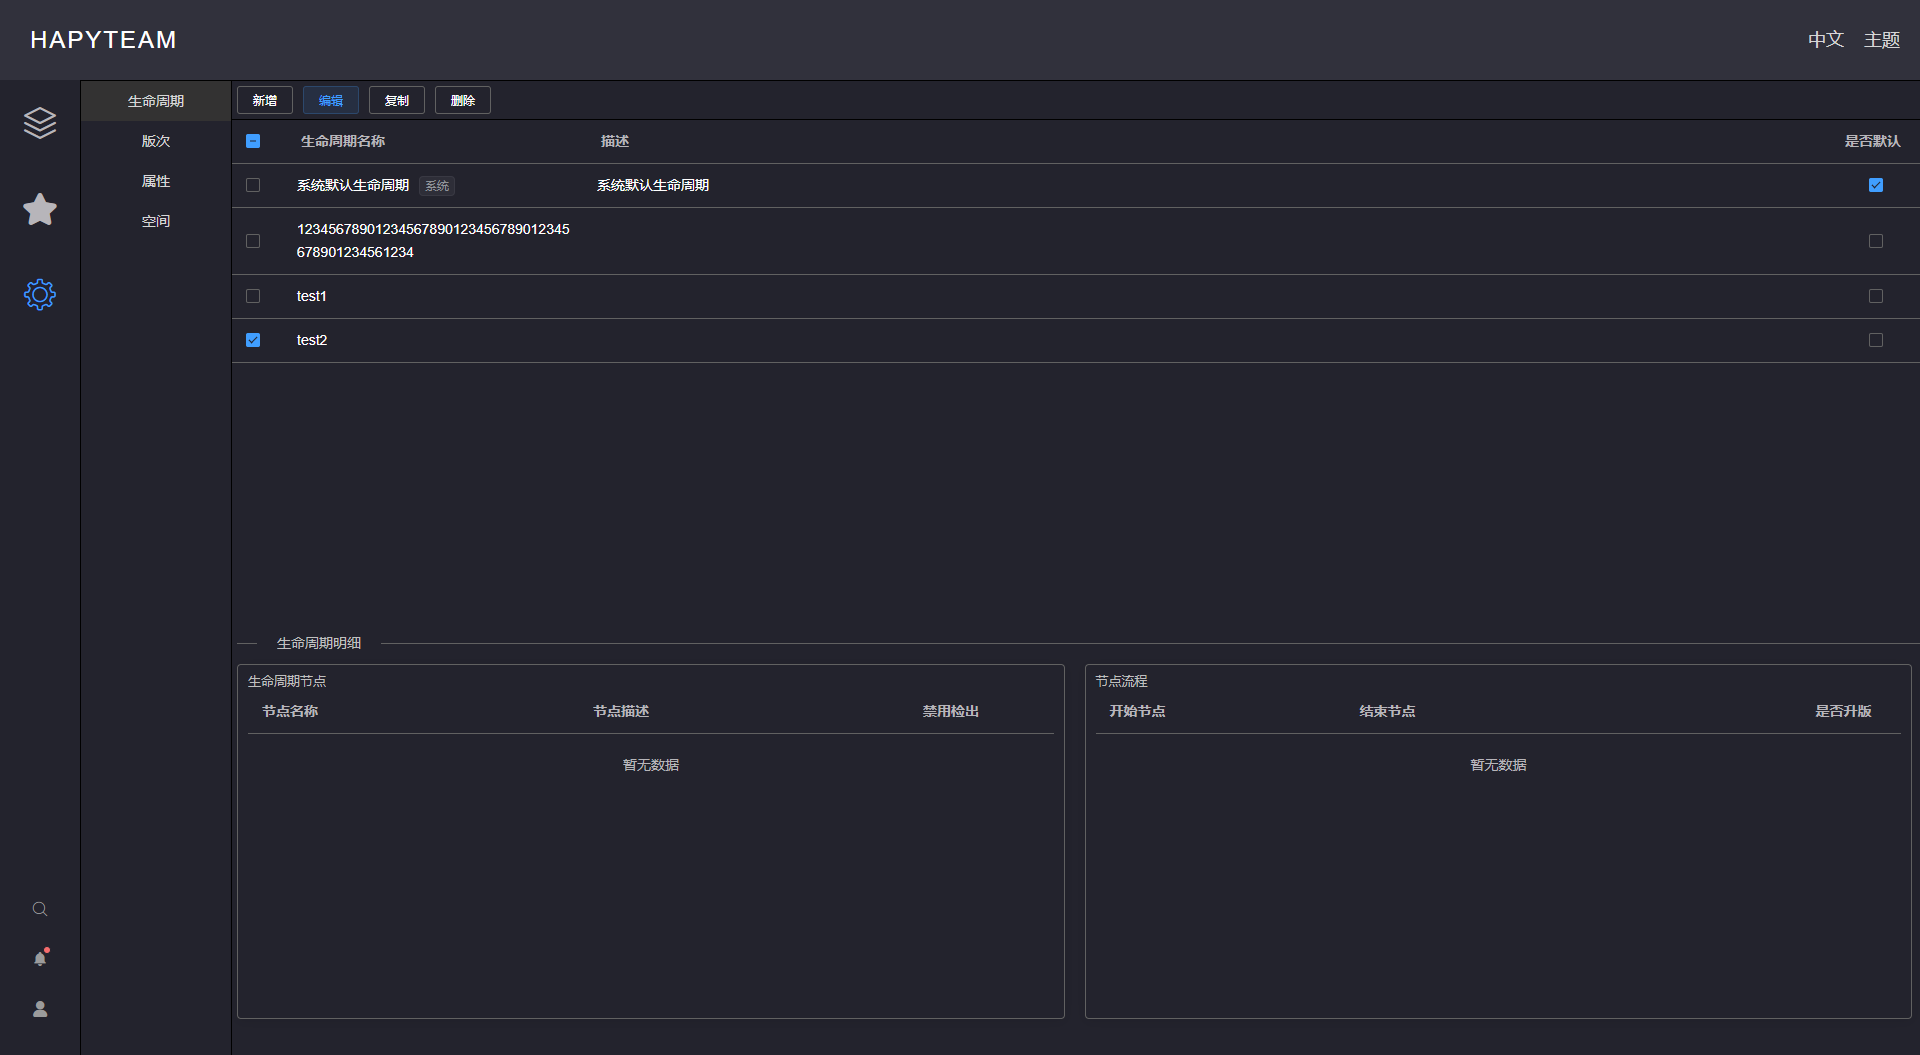 HAPYTEAM
中文 主题
生命周期
版次
属性
空间
新增 编辑 复制 删除
生命周期名称 描述 是否默认
系统默认生命周期 系统 系统默认生命周期
12345678901234567890123456789012345
678901234561234
test1
test2
生命周期明细
生命周期节点
节点名称 节点描述 禁用检出
暂无数据
节点流程
开始节点 结束节点 是否升版
暂无数据